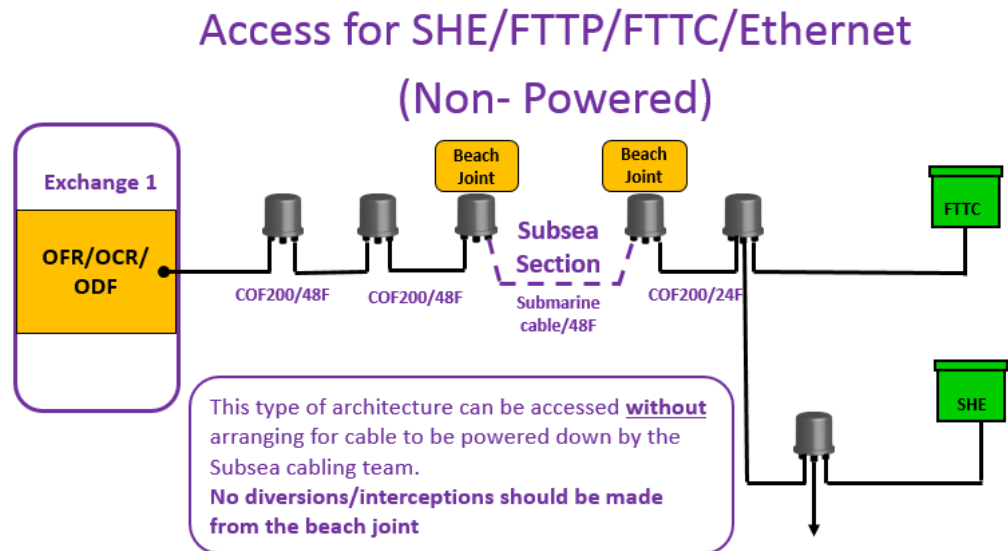 Access for SHE/FTTP/FTTC/Ethernet
(Non- Powered)
Exchange 1
OFR/OCR/
ODF
COF200/48F
COF200/48F
Beach
Joint
Subsea
Section
Submarine
cable/48F
Beach
Joint
COF200/24F
FTTC
SHE
This type of architecture can be accessed without
arranging for cable to be powered down by the
Subsea cabling team.
No diversions/interceptions should be made
from the beach joint